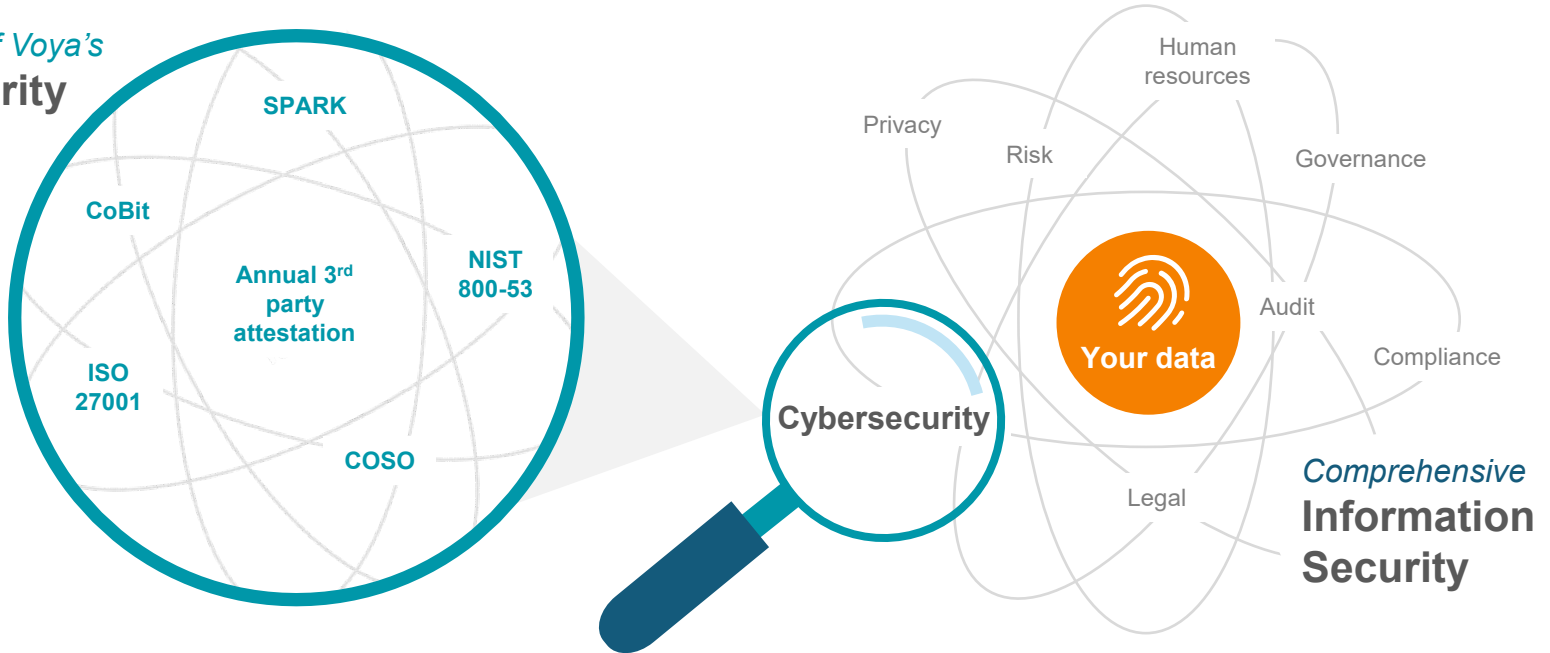 Voya's
SPARK
CoBit
NIST
800-53
Annual 3rd
party
attestation
ISO
27001
COSO
Cybersecurity
Human
resources
Privacy
Risk
Governance
Your data
Audit
Compliance
Legal
Comprehensive
Information
Security